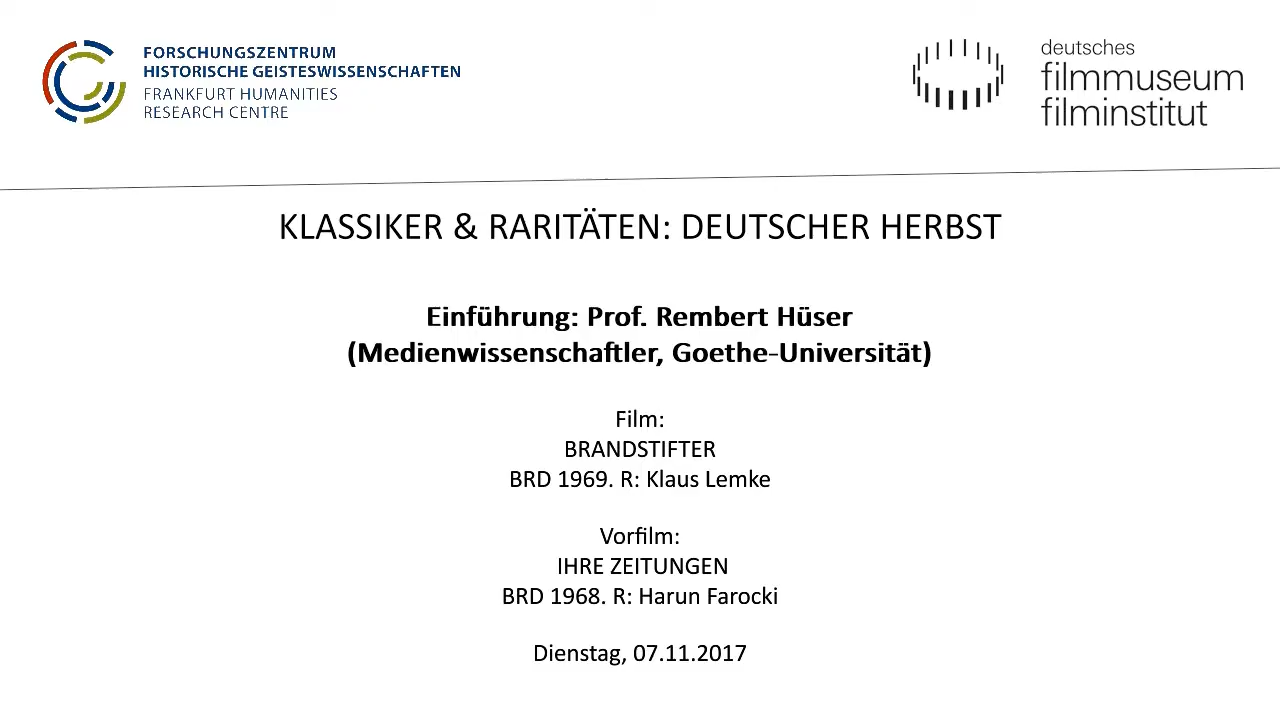 FORSCHUNGSZENTRUM
HISTORISCHE GEISTESWISSENSCHAFTEN
FRANKFURT HUMANITIES
RESEARCH CENTRE
deutsches
filmmuseum
filminstitut
KLASSIKER & RARITÄTEN: DEUTSCHER HERBST
Einführung: Prof. Rembert Hüser
(Medienwissenschaftler, Goethe-Universität)
Film:
BRANDSTIFTER
BRD 1969. R: Klaus Lemke
Vorfilm:
IHRE ZEITUNGEN
BRD 1968. R: Harun Farocki
Dienstag, 07.11.2017